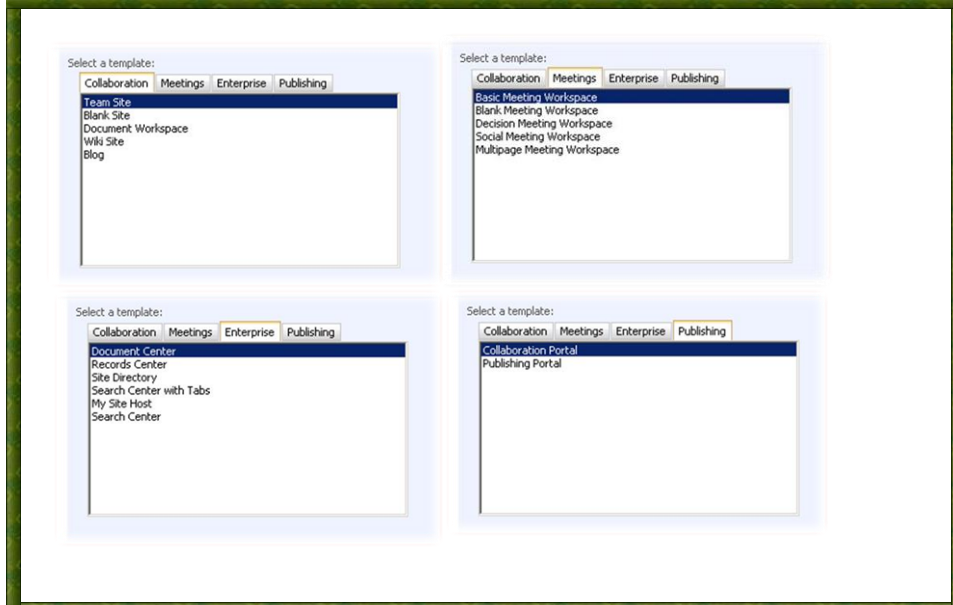 Select a template:
Collaboration Meetings Enterprise Publishing
Team Site
Blank Site
Document Workspace
Wiki Site
Blog
Select a template:
Collaboration Meetings Enterprise Publishing
Basic Meeting Workspace
Blank Meeting Workspace
Decision Meeting Workspace
Social Meeting Workspace
Multipage Meeting Workspace
Select a template:
Collaboration Meetings Enterprise Publishing
Document Center
Records Center
Site Directory
Search Center with Tabs
My Site Host
Search Center
Select a template:
Collaboration Meetings Enterprise Publishing
Collaboration Portal
Publishing Portal